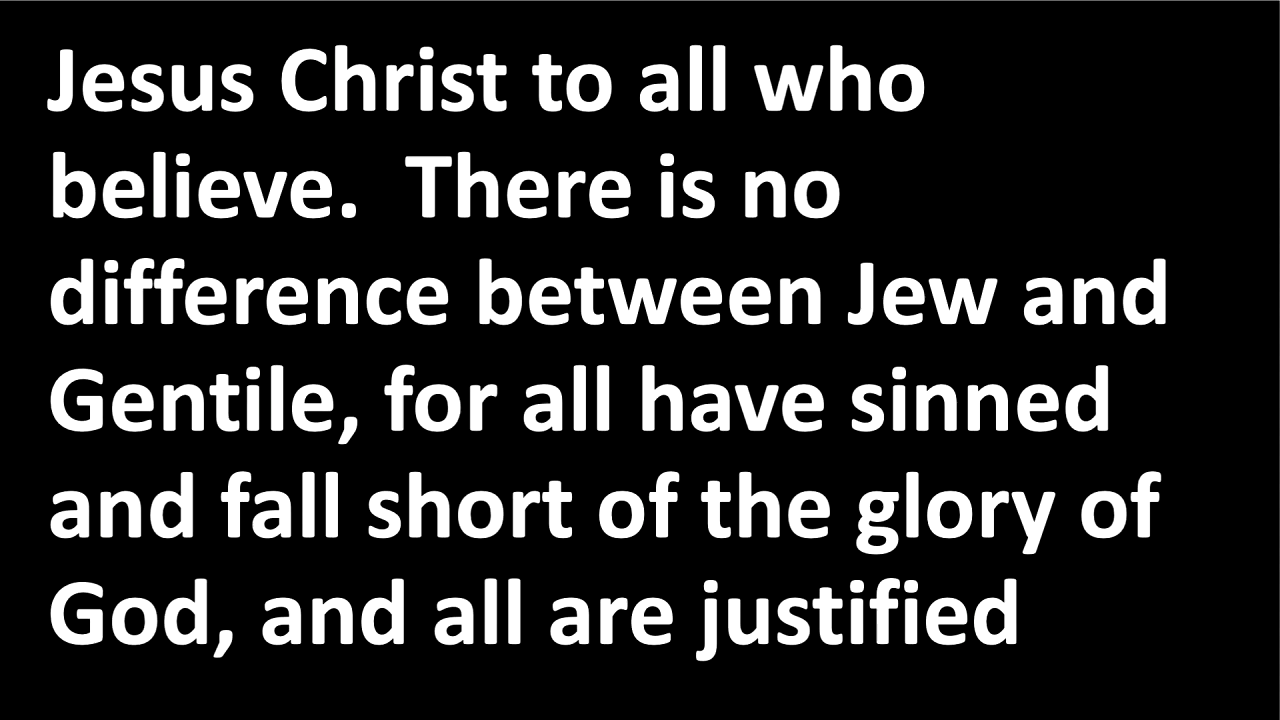 Jesus Christ to all who
believe.  There is no
difference between Jew and
Gentile, for all have sinned
and fall short of the glory of
God, and all are justified